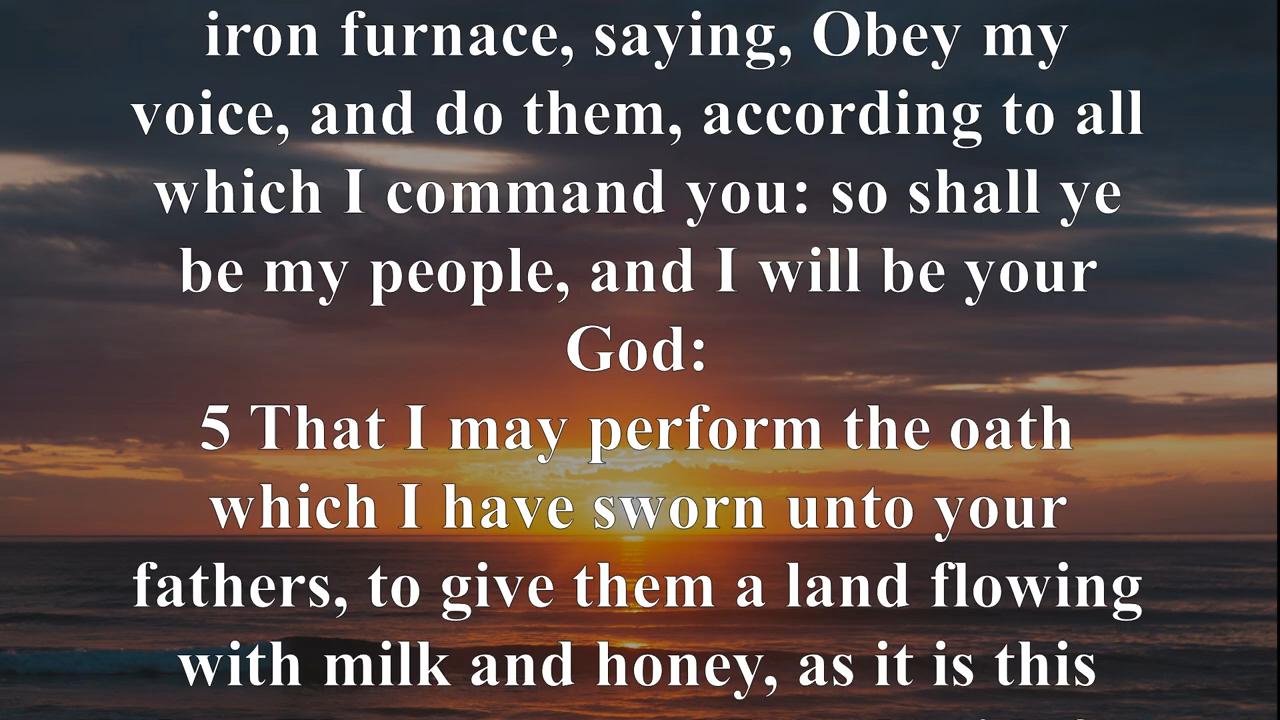 iron furnace, saying, Obey my
voice, and do them, according to all
which I command you: so shall ye
be my people, and I will be your
God:
5 That I may perform the oath
which I have sworn unto your
fathers, to give them a land flowing
with milk and honey, as it is this